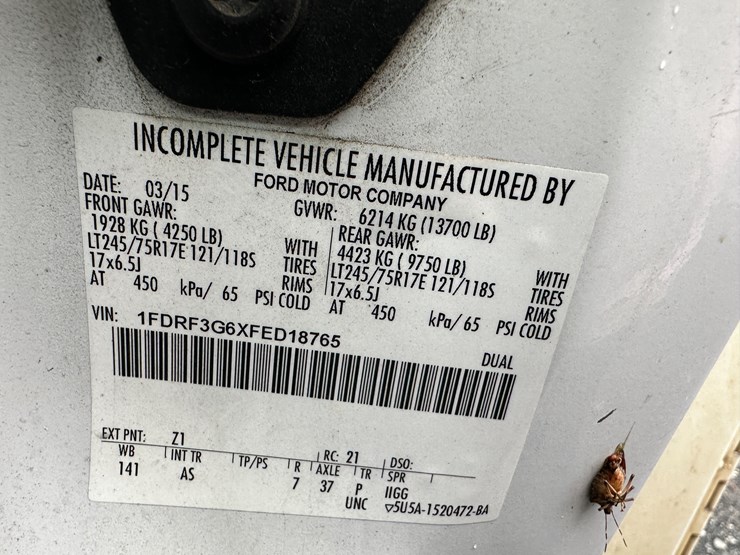 INCOMPLETE VEHICLE MANUFACTURED BY
FORD MOTOR COMPANY
DATE: 03/15 GVWR: 6214 KG (13700 LB)
FRONT GAWR: REAR GAWR:
1928 KG ( 4250 LB) WITH 4423 KG ( 9750 LB) WITH
LT245/75R17E 121/118S TIRES LT245/75R17E 121/118S TIRES
17x6.5J RIMS 17x6.5J RIMS
AT 450 kPa/ 65 PSI COLD AT 450 kPa/ 65 PSI COLD
VIN: 1FDRF3G6XFED18765 DUAL
EXT PNT: Z1 RC: 21 DSO:
WB INT TR TP/PS R AXLE TR SPR
141 AS 7 37 P IIGG
UNC ▽5U5A-1520472-BA